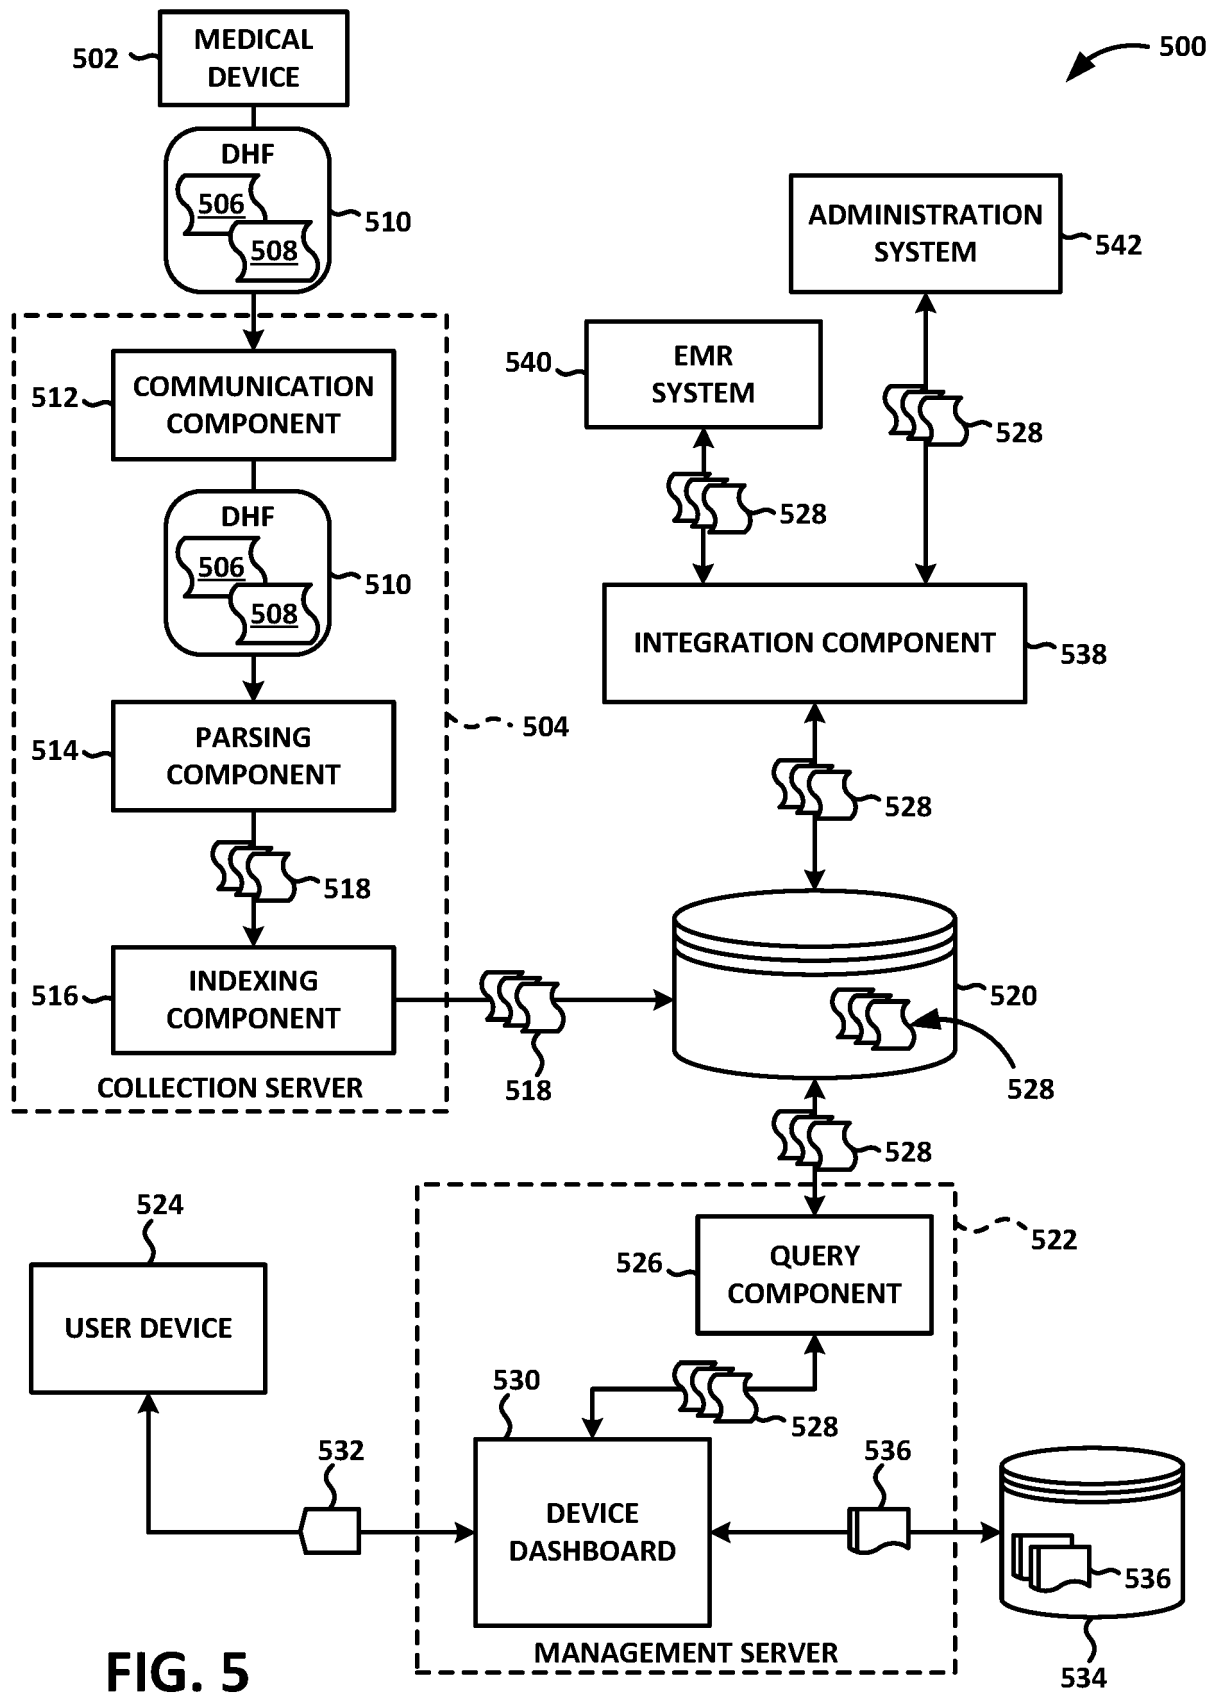 500
502
MEDICAL
DEVICE
DHF
506
508
510
ADMINISTRATION
SYSTEM
542
540
EMR
SYSTEM
528
528
512
COMMUNICATION
COMPONENT
DHF
506
508
510
INTEGRATION COMPONENT
538
504
514
PARSING
COMPONENT
528
518
516
INDEXING
COMPONENT
518
520
528
COLLECTION SERVER
528
524
522
526
QUERY
COMPONENT
USER DEVICE
530
528
532
536
DEVICE
DASHBOARD
536
534
MANAGEMENT SERVER
FIG. 5